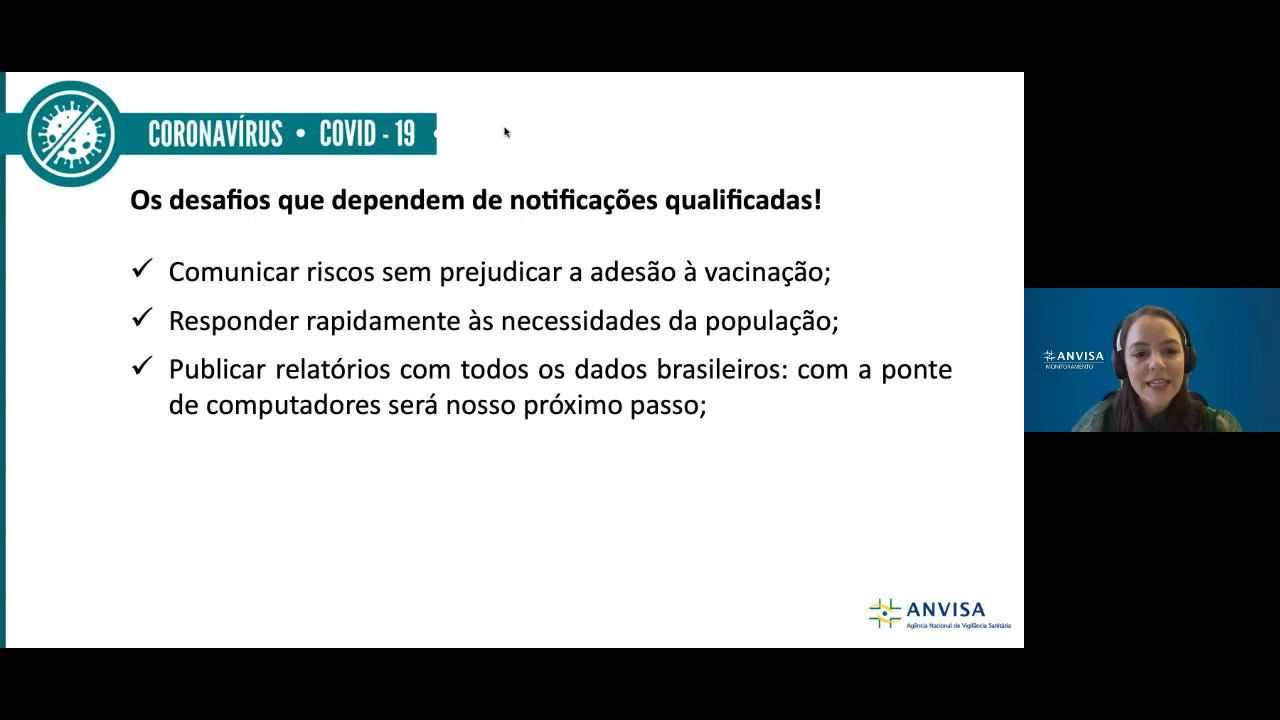 CORONAVÍRUS • COVID - 19 •
Os desafios que dependem de notificações qualificadas!
✓ Comunicar riscos sem prejudicar a adesão à vacinação;
✓ Responder rapidamente às necessidades da população;
✓ Publicar relatórios com todos os dados brasileiros: com a ponte
de computadores será nosso próximo passo;
ANVISA
MONITORAMENTO
ANVISA
Agência Nacional de Vigilância Sanitária